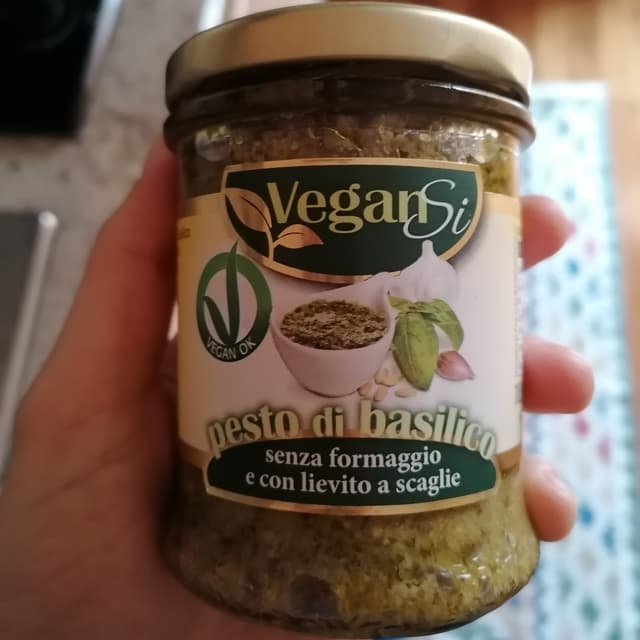 VeganSi
VEGAN OK
pesto di basilico
senza formaggio
e con lievito a scaglie